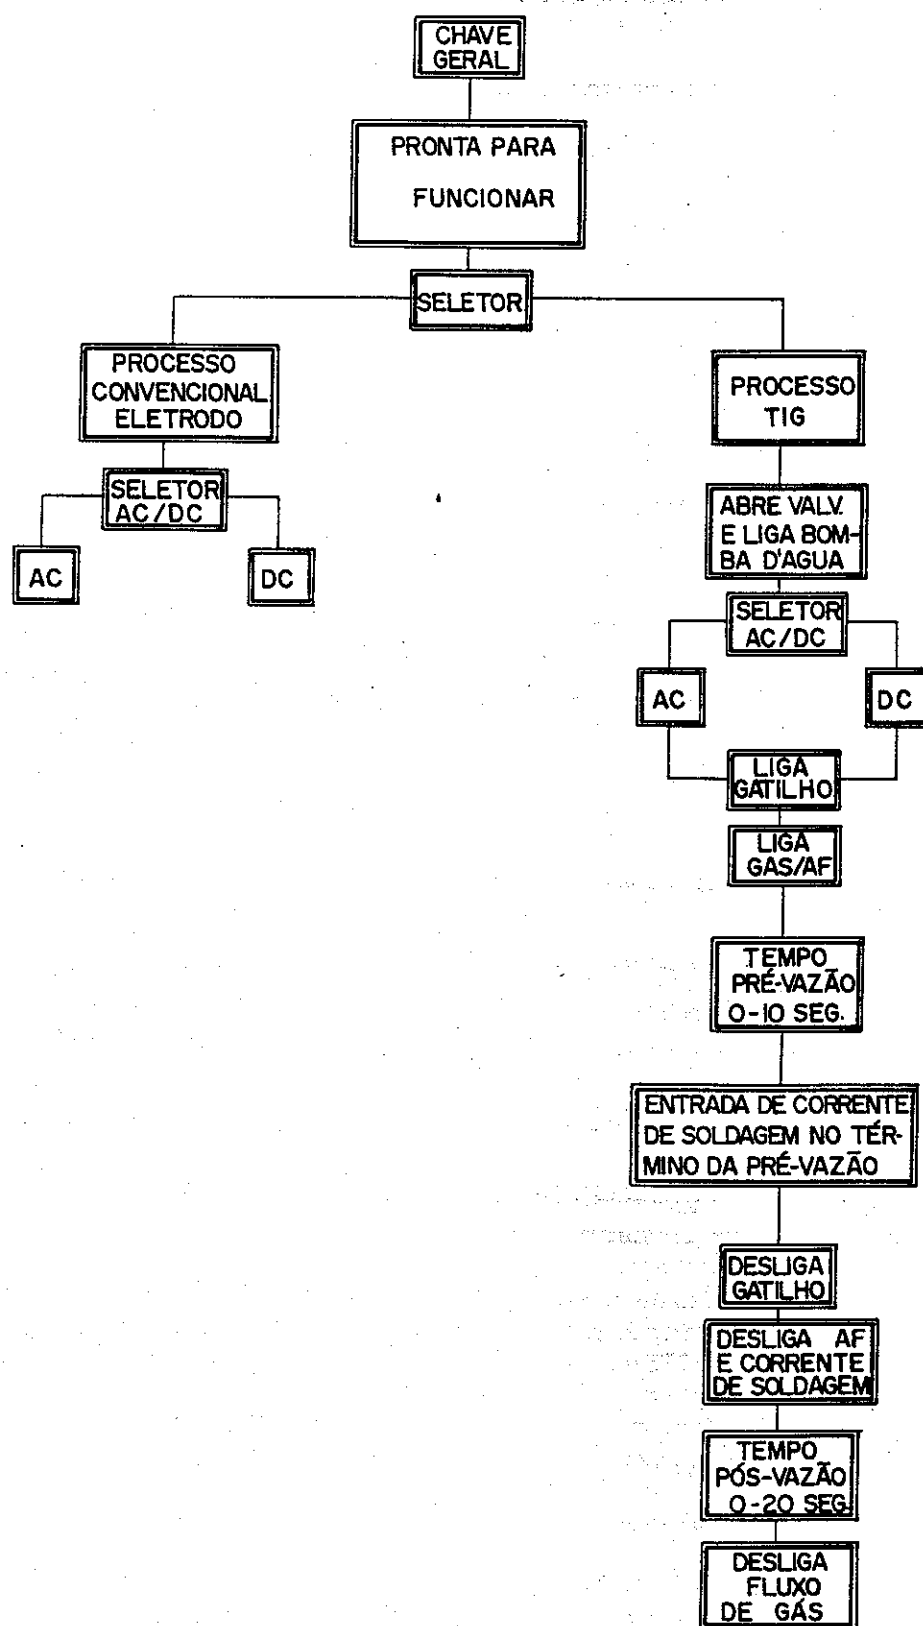 CHAVE
GERAL
PRONTA PARA
FUNCIONAR
SELETOR
PROCESSO
CONVENCIONAL
ELETRODO
SELETOR
AC/DC
AC
DC
PROCESSO
TIG
ABRE VALV.
E LIGA BOM-
BA D'AGUA
SELETOR
AC/DC
AC
DC
LIGA
GATILHO
LIGA
GAS/AF
TEMPO
PRÉ-VAZÃO
0-10 SEG.
ENTRADA DE CORRENTE
DE SOLDAGEM NO TÉR-
MINO DA PRÉ-VAZÃO
DESLIGA
GATILHO
DESLIGA AF
E CORRENTE
DE SOLDAGEM
TEMPO
PÓS-VAZÃO
0-20 SEG.
DESLIGA
FLUXO
DE GÁS